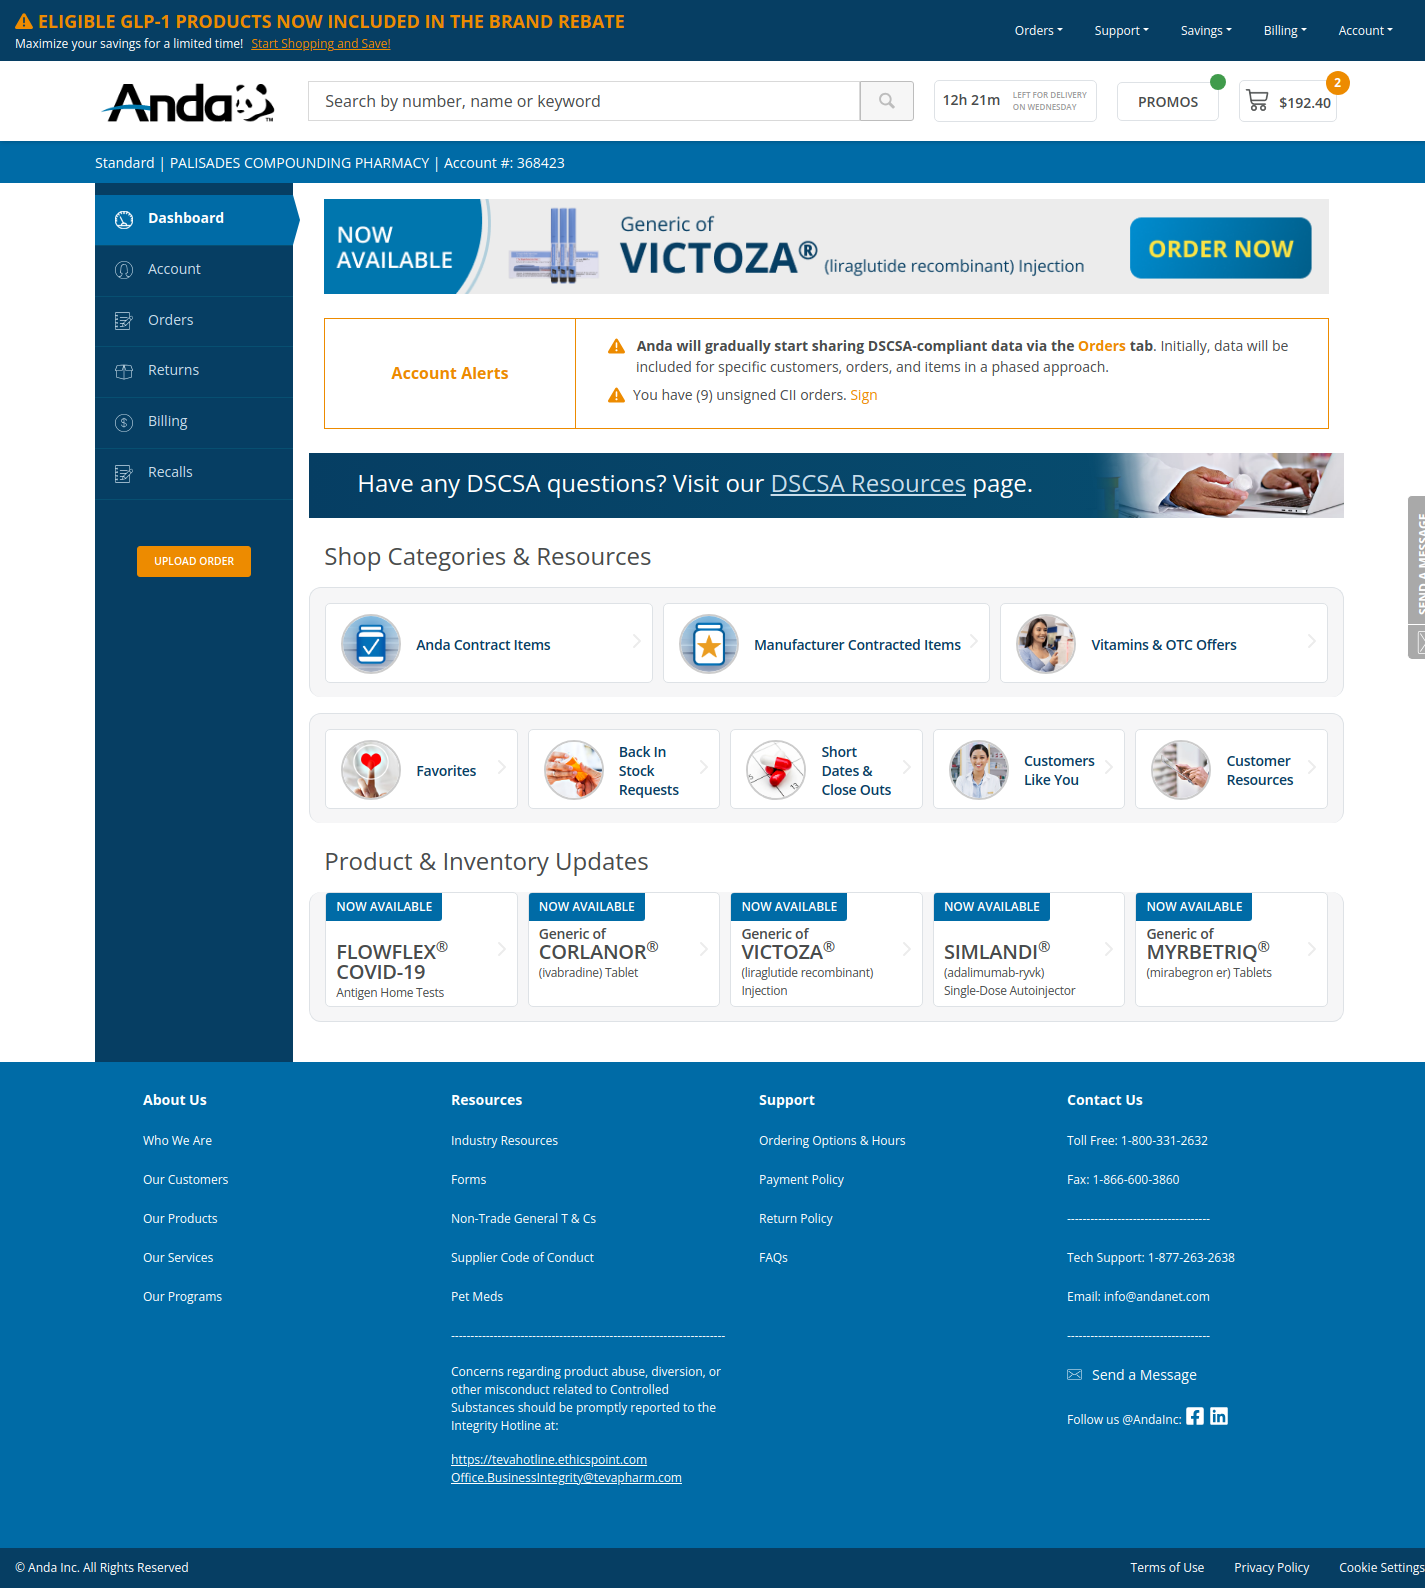 ELIGIBLE GLP-1 PRODUCTS NOW INCLUDED IN THE BRAND REBATE
Maximize your savings for a limited time! Start Shopping and Save!
Orders Support Savings Billing Account
Anda
TM
Search by number, name or keyword
12h 21m
LEFT FOR DELIVERY
ON WEDNESDAY
PROMOS
2
$192.40
Standard | PALISADES COMPOUNDING PHARMACY | Account #: 368423
Dashboard
Account
Orders
Returns
Billing
Recalls
UPLOAD ORDER
NOW
AVAILABLE
Generic of
VICTOZA® (liraglutide recombinant) Injection
ORDER NOW
Account Alerts
Anda will gradually start sharing DSCSA-compliant data via the Orders tab. Initially, data will be
included for specific customers, orders, and items in a phased approach.
You have (9) unsigned CII orders. Sign
Have any DSCSA questions? Visit our DSCSA Resources page.
SEND A MESSAGE
Shop Categories & Resources
Anda Contract Items
Manufacturer Contracted Items
Vitamins & OTC Offers
Favorites
Back In
Stock
Requests
Short
Dates &
Close Outs
Customers
Like You
Customer
Resources
Product & Inventory Updates
NOW AVAILABLE
FLOWFLEX®
COVID-19
Antigen Home Tests
NOW AVAILABLE
Generic of
CORLANOR®
(ivabradine) Tablet
NOW AVAILABLE
Generic of
VICTOZA®
(liraglutide recombinant)
Injection
NOW AVAILABLE
SIMLANDI®
(adalimumab-ryvk)
Single-Dose Autoinjector
NOW AVAILABLE
Generic of
MYRBETRIQ®
(mirabegron er) Tablets
About Us
Who We Are
Our Customers
Our Products
Our Services
Our Programs
Resources
Industry Resources
Forms
Non-Trade General T & Cs
Supplier Code of Conduct
Pet Meds
-----------------------------------------------------------------------
Concerns regarding product abuse, diversion, or
other misconduct related to Controlled
Substances should be promptly reported to the
Integrity Hotline at:
https://tevahotline.ethicspoint.com
Office.BusinessIntegrity@tevapharm.com
Support
Ordering Options & Hours
Payment Policy
Return Policy
FAQs
Contact Us
Toll Free: 1-800-331-2632
Fax: 1-866-600-3860
-------------------------------------
Tech Support: 1-877-263-2638
Email: info@andanet.com
-------------------------------------
Send a Message
Follow us @AndaInc:
© Anda Inc. All Rights Reserved
Terms of Use Privacy Policy Cookie Settings